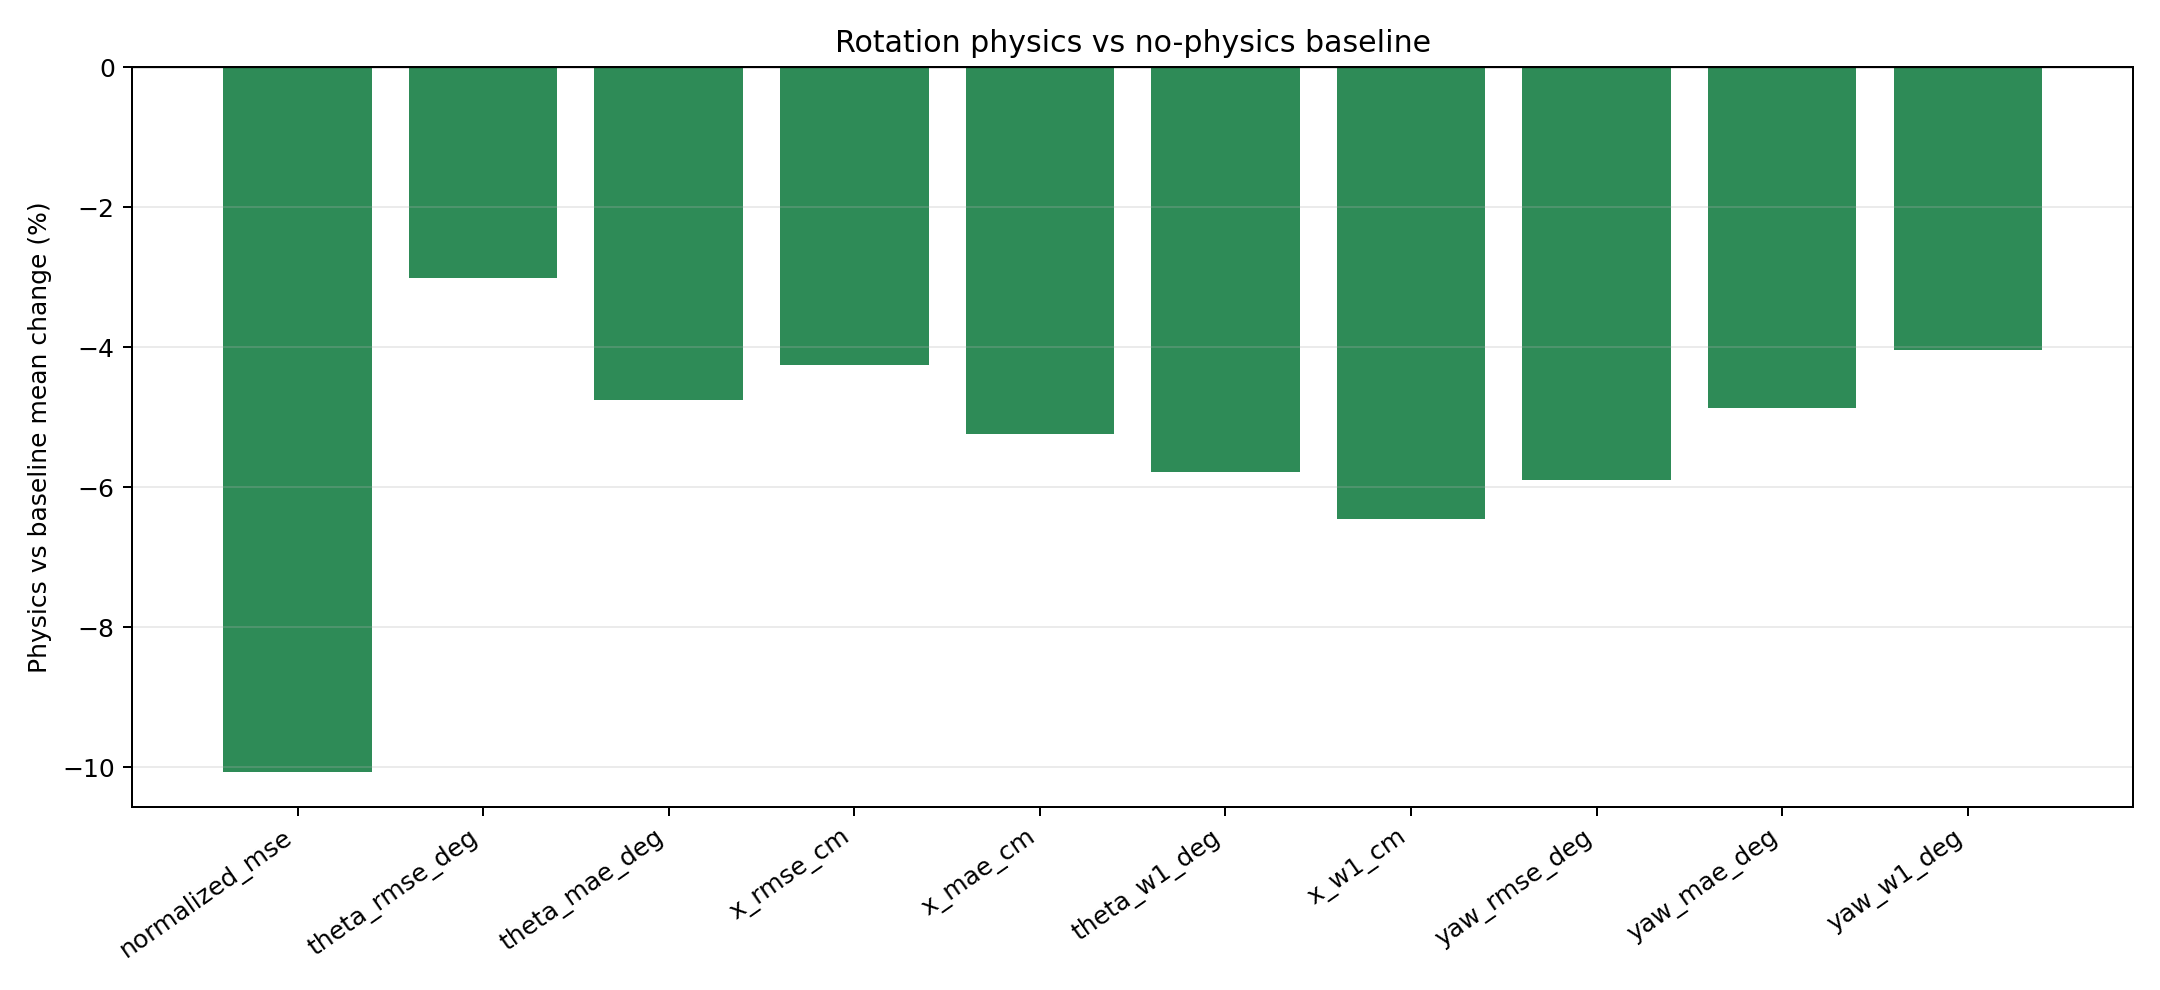 Rotation physics vs no-physics baseline
Physics vs baseline mean change (%)
0
−2
−4
−6
−8
−10
normalized_mse
theta_rmse_deg
theta_mae_deg
x_rmse_cm
x_mae_cm
theta_w1_deg
x_w1_cm
yaw_rmse_deg
yaw_mae_deg
yaw_w1_deg